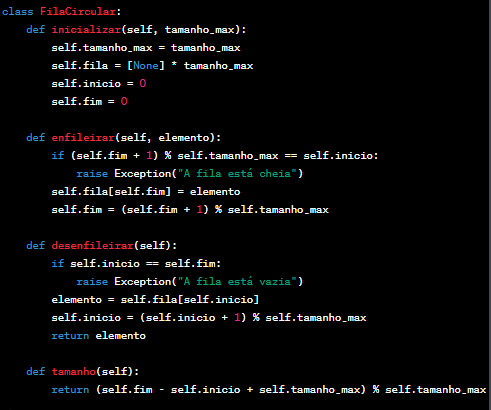 class FilaCircular:
    def inicializar(self, tamanho_max):
        self.tamanho_max = tamanho_max
        self.fila = [None] * tamanho_max
        self.inicio = 0
        self.fim = 0

    def enfileirar(self, elemento):
        if (self.fim + 1) % self.tamanho_max == self.inicio:
            raise Exception("A fila está cheia")
        self.fila[self.fim] = elemento
        self.fim = (self.fim + 1) % self.tamanho_max

    def desenfileirar(self):
        if self.inicio == self.fim:
            raise Exception("A fila está vazia")
        elemento = self.fila[self.inicio]
        self.inicio = (self.inicio + 1) % self.tamanho_max
        return elemento

    def tamanho(self):
        return (self.fim - self.inicio + self.tamanho_max) % self.tamanho_max